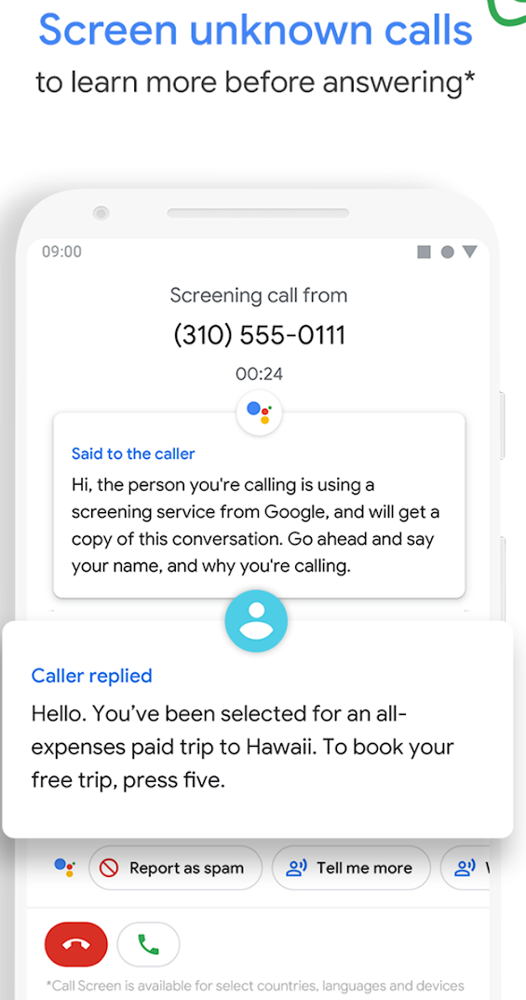 Screen unknown calls
to learn more before answering*
09:00
Screening call from
(310) 555-0111
00:24
Said to the caller
Hi, the person you're calling is using a
screening service from Google, and will get a
copy of this conversation. Go ahead and say
your name, and why you're calling.
Caller replied
Hello. You’ve been selected for an all-
expenses paid trip to Hawaii. To book your
free trip, press five.
Report as spam
Tell me more
*Call Screen is available for select countries, languages and devices